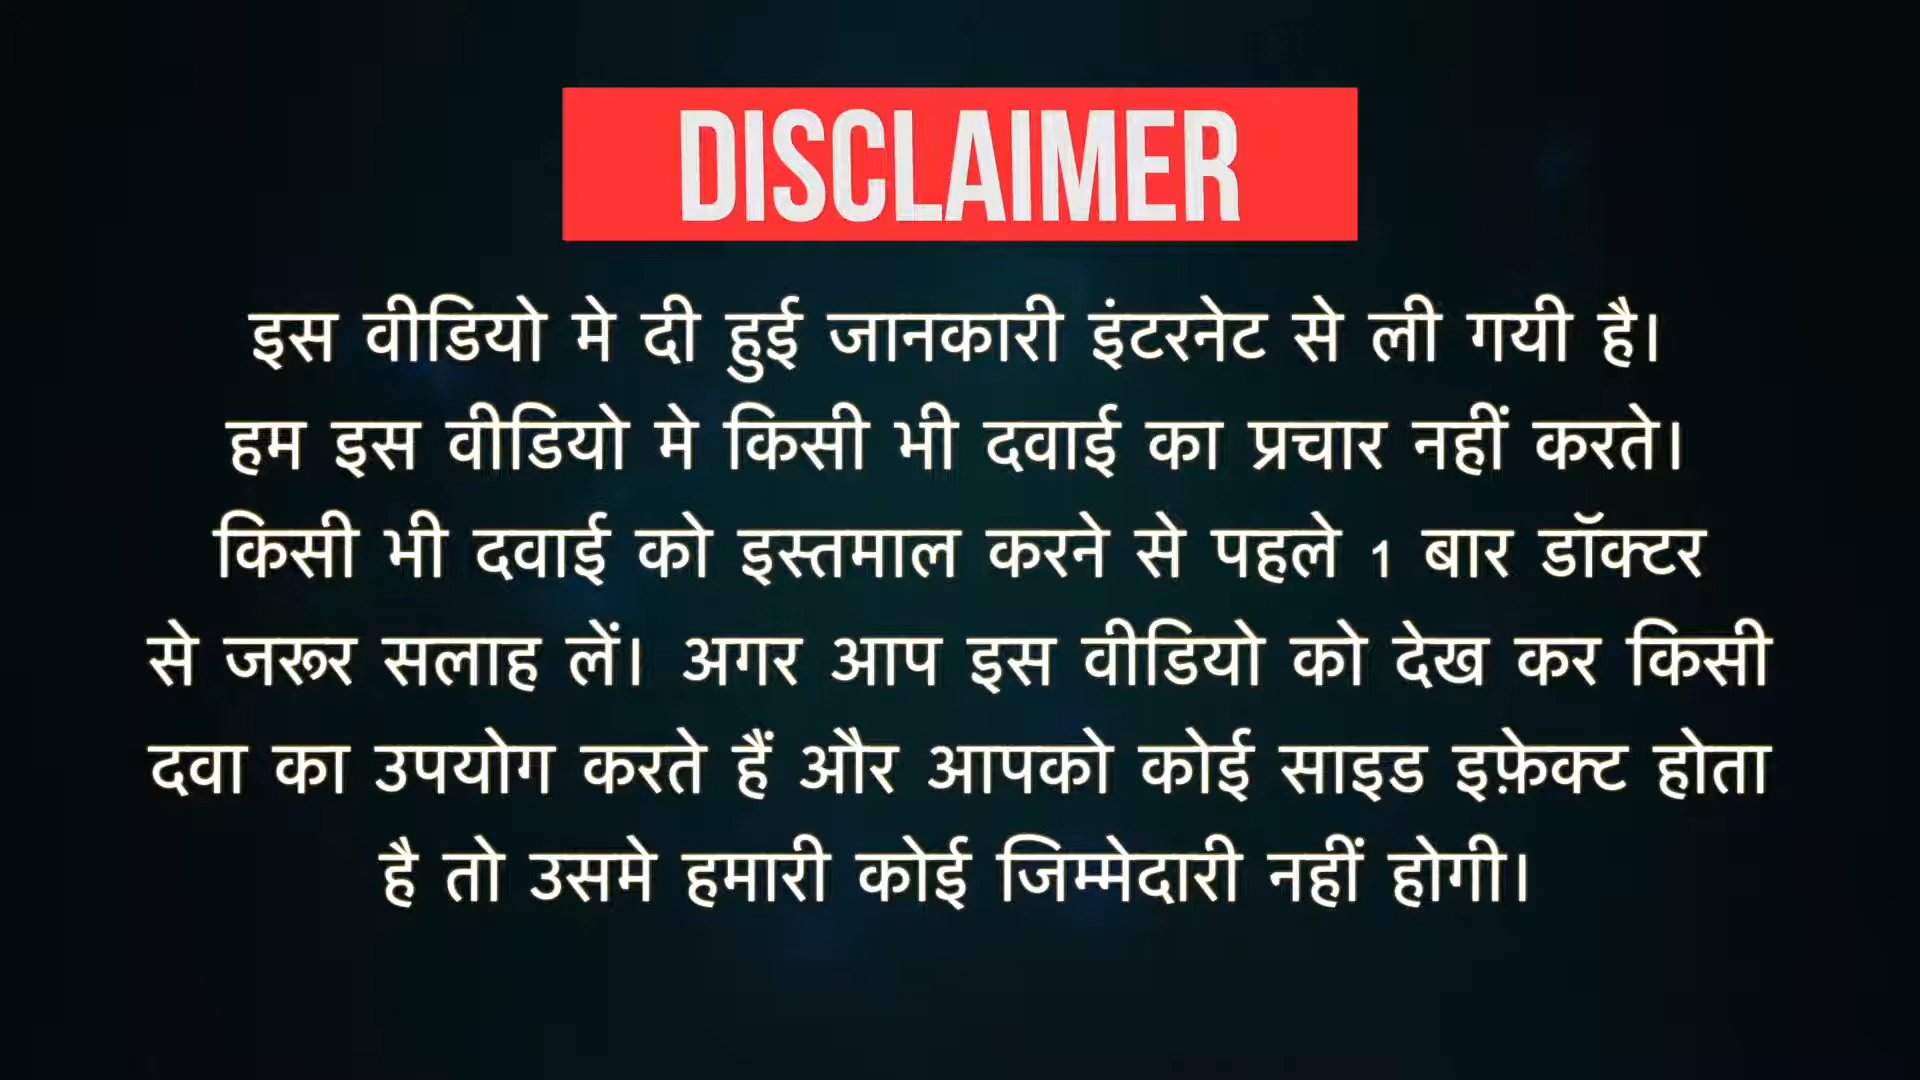 DISCLAIMER
इस वीडियो मे दी हुई जानकारी इंटरनेट से ली गयी है।
हम इस वीडियो मे किसी भी दवाई का प्रचार नहीं करते।
किसी भी दवाई को इस्तमाल करने से पहले 1 बार डॉक्टर
से जरूर सलाह लें। अगर आप इस वीडियो को देख कर किसी
दवा का उपयोग करते हैं और आपको कोई साइड इफ़ेक्ट होता
है तो उसमे हमारी कोई जिम्मेदारी नहीं होगी।